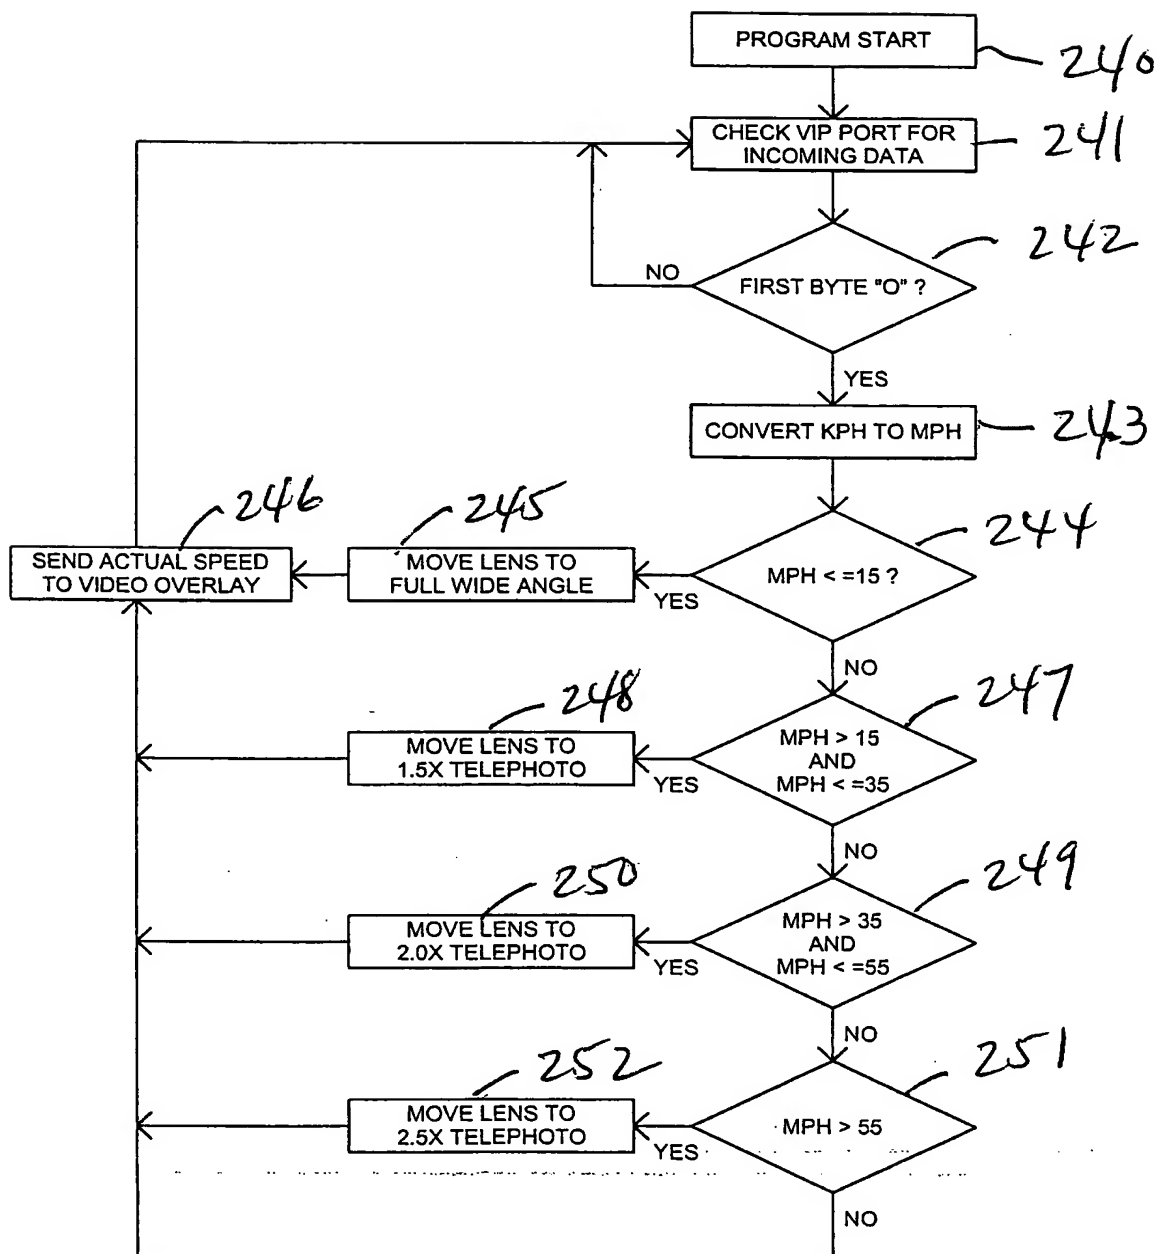 PROGRAM START
240
CHECK VIP PORT FOR
INCOMING DATA
241
242
NO
FIRST BYTE "O" ?
YES
CONVERT KPH TO MPH
243
246
245
244
SEND ACTUAL SPEED
TO VIDEO OVERLAY
MOVE LENS TO
FULL WIDE ANGLE
YES
MPH < =15 ?
NO
248
247
MOVE LENS TO
1.5X TELEPHOTO
YES
MPH > 15
AND
MPH < =35
NO
250
249
MOVE LENS TO
2.0X TELEPHOTO
YES
MPH > 35
AND
MPH < =55
NO
252
251
MOVE LENS TO
2.5X TELEPHOTO
YES
MPH > 55
NO